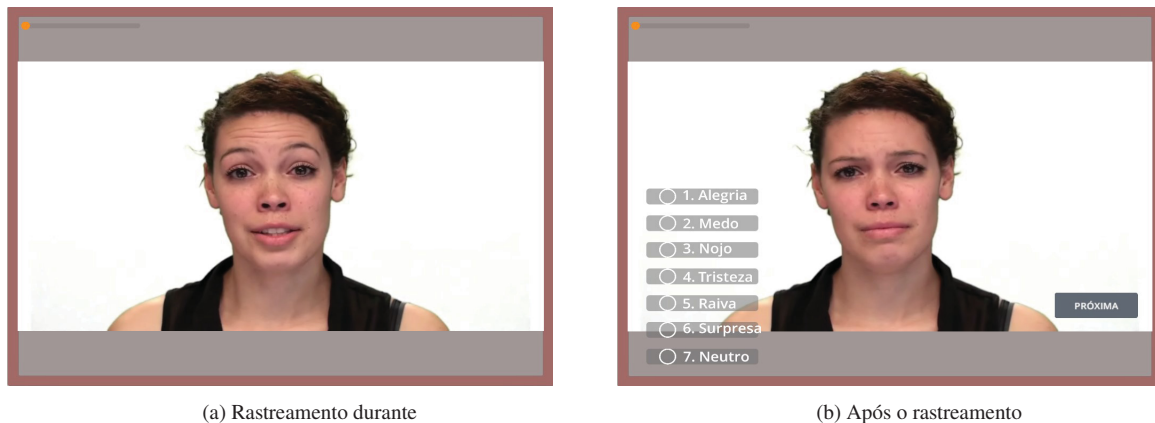 1. Alegria
2. Medo
3. Nojo
4. Tristeza
5. Raiva
6. Surpresa
7. Neutro
PRÓXIMA
(a) Rastreamento durante
(b) Após o rastreamento